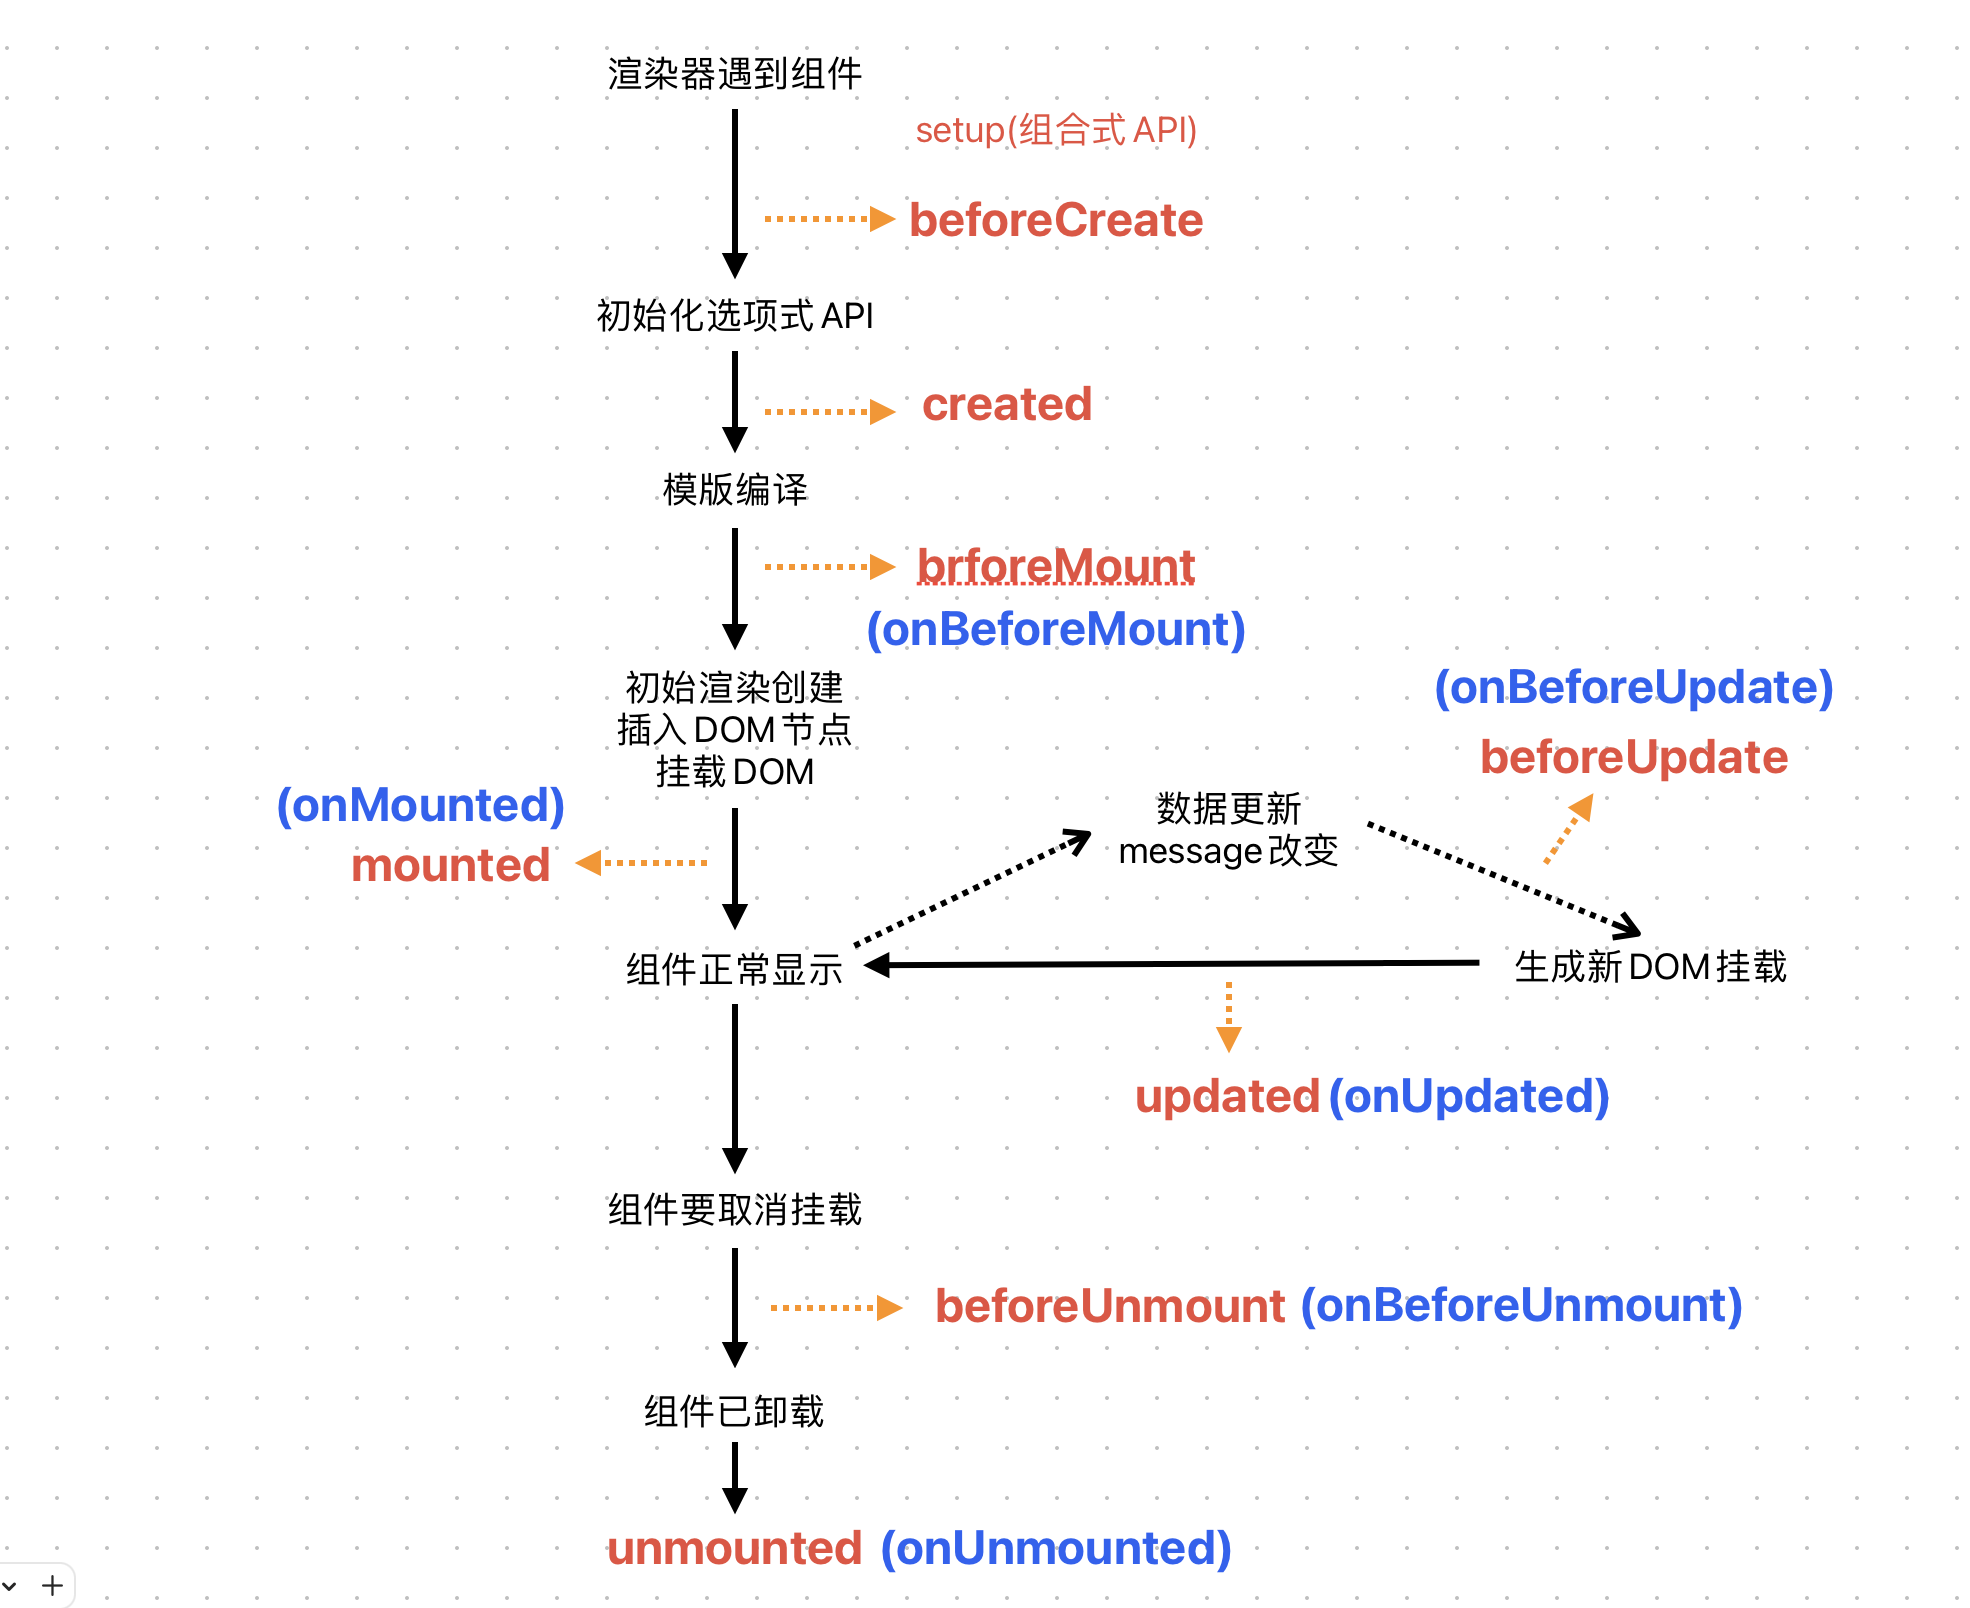 渲染器遇到组件
setup(组合式 API)
beforeCreate
初始化选项式 API
created
模版编译
brforeMount
(onBeforeMount)
初始渲染创建
插入 DOM 节点
挂载 DOM
(onMounted)
mounted
(onBeforeUpdate)
beforeUpdate
数据更新
message 改变
组件正常显示
生成新 DOM 挂载
updated (onUpdated)
组件要取消挂载
beforeUnmount (onBeforeUnmount)
组件已卸载
unmounted (onUnmounted)